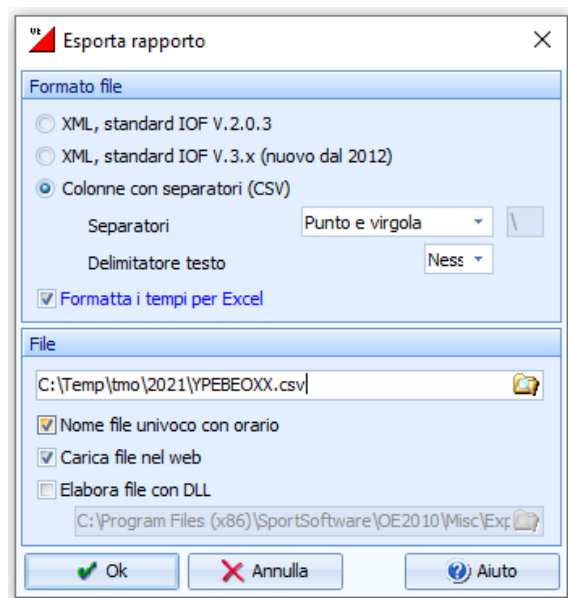 Esporta rapporto
Formato file
XML, standard IOF V.2.0.3
XML, standard IOF V.3.x (nuovo dal 2012)
Colonne con separatori (CSV)
Separatori Punto e virgola \
Delimitatore testo Ness
Formatta i tempi per Excel
File
C:\Temp\tmo\2021\YPEBEOXX.csv
Nome file univoco con orario
Carica file nel web
Elabora file con DLL
C:\Program Files (x86)\SportSoftware\OE2010\Misc\Exp
Ok Annulla Aiuto